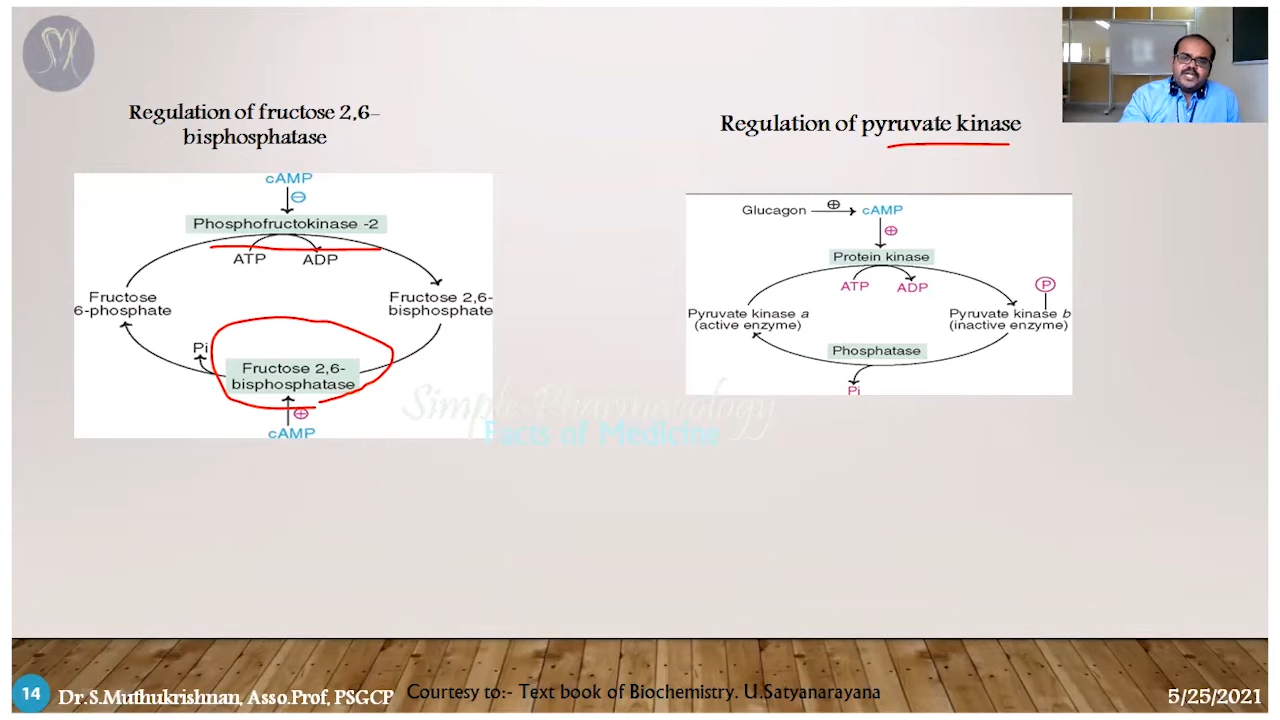 Regulation of fructose 2,6-
bisphosphatase
cAMP
⊖
Phosphofructokinase -2
ATP ADP
Fructose
6-phosphate
Fructose 2,6-
bisphosphate
Pi
Fructose 2,6-
bisphosphatase
⊕
cAMP
Regulation of pyruvate kinase
Glucagon ⊕ cAMP
⊕
Protein kinase
ATP ADP
P
Pyruvate kinase a
(active enzyme)
Pyruvate kinase b
(inactive enzyme)
Phosphatase
Pi
Simple Pharmacology
Facts of Medicine
14 Dr.S.Muthukrishnan, Asso.Prof, PSGCP
Courtesy to:- Text book of Biochemistry. U.Satyanarayana
5/25/2021